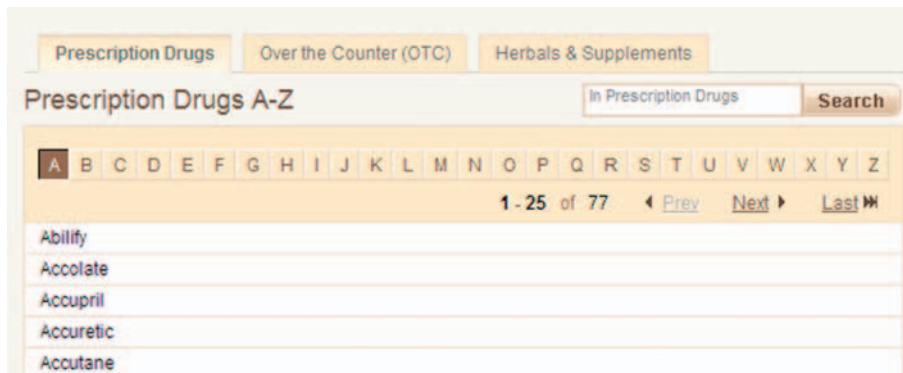 Prescription Drugs Over the Counter (OTC) Herbals & Supplements
Prescription Drugs A-Z In Prescription Drugs Search
A B C D E F G H I J K L M N O P Q R S T U V W X Y Z
1 - 25 of 77 Prev Next Last
Abilify
Accolate
Accupril
Accuretic
Accutane